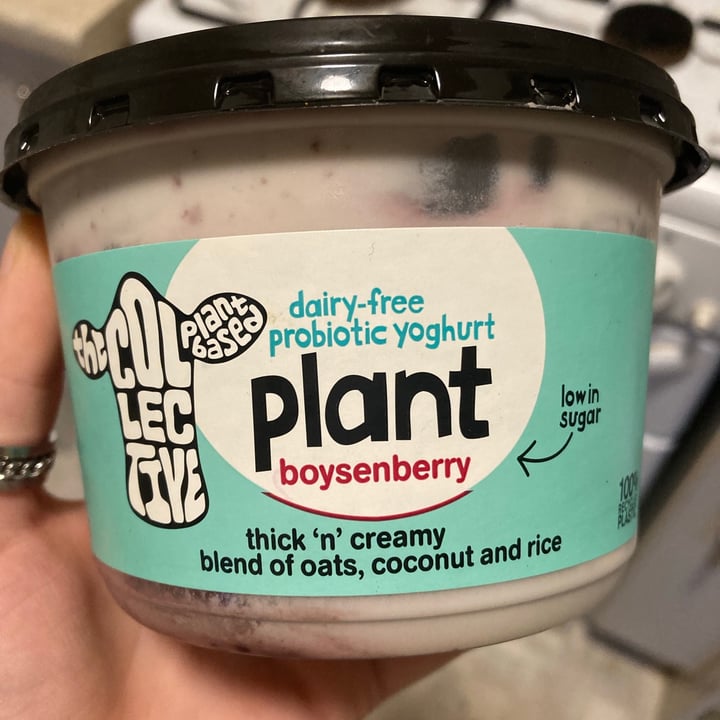 the
COL
LEC
TIVE
plant
based
dairy-free
probiotic yoghurt
plant
boysenberry
low in
sugar
thick 'n' creamy
blend of oats, coconut and rice
100%